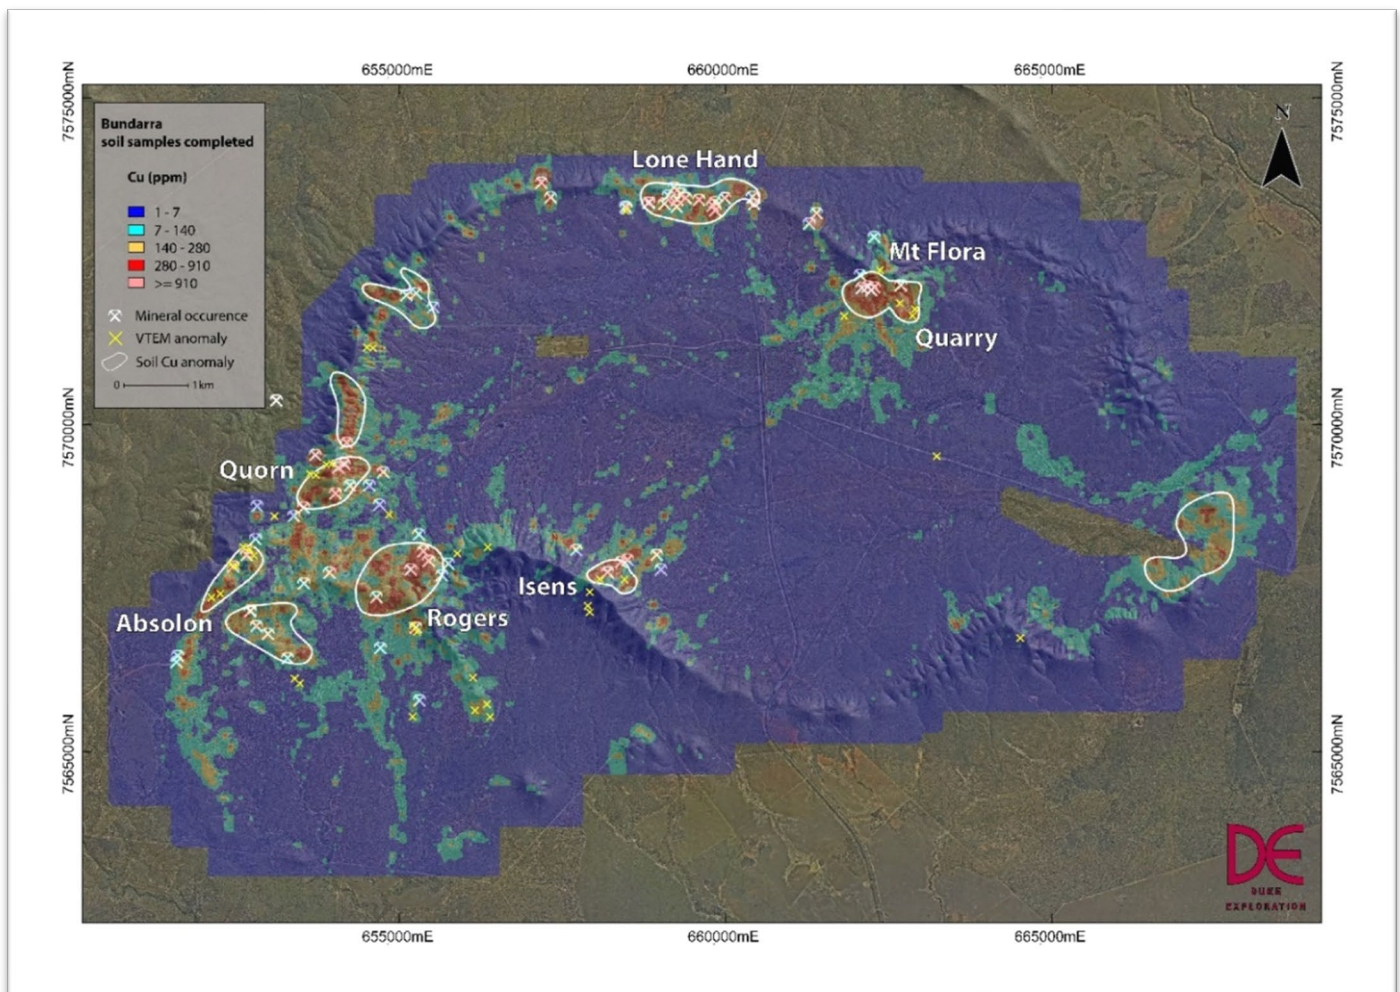 655000mE
660000mE
665000mE
7575000mN
7575000mN
Bundarra
soil samples completed
Cu (ppm)
1 - 7
7 - 140
140 - 280
280 - 910
>= 910
Mineral occurence
VTEM anomaly
Soil Cu anomaly
0
1km
N
Lone Hand
Mt Flora
Quarry
7570000mN
7570000mN
Quorn
Isens
Absolon
Rogers
7565000mN
7565000mN
DE
DUKE
EXPLORATION
655000mE
660000mE
665000mE